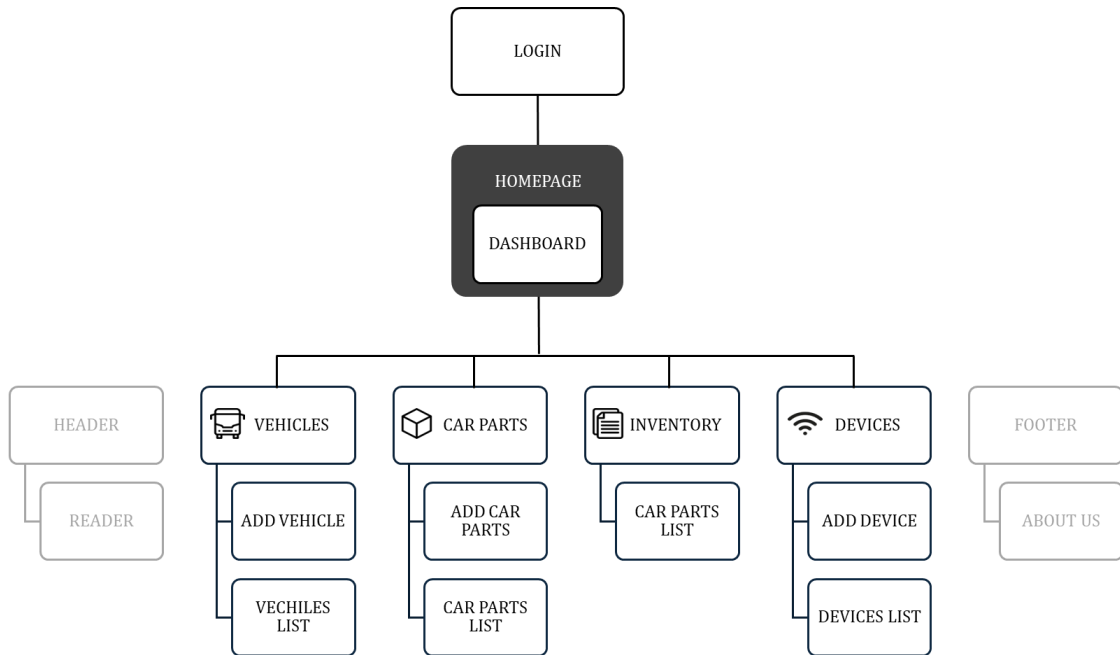 LOGIN
HOMEPAGE
DASHBOARD
HEADER
READER
VEHICLES
ADD VEHICLE
VECHILES
LIST
CAR PARTS
ADD CAR
PARTS
CAR PARTS
LIST
INVENTORY
CAR PARTS
LIST
DEVICES
ADD DEVICE
DEVICES LIST
FOOTER
ABOUT US